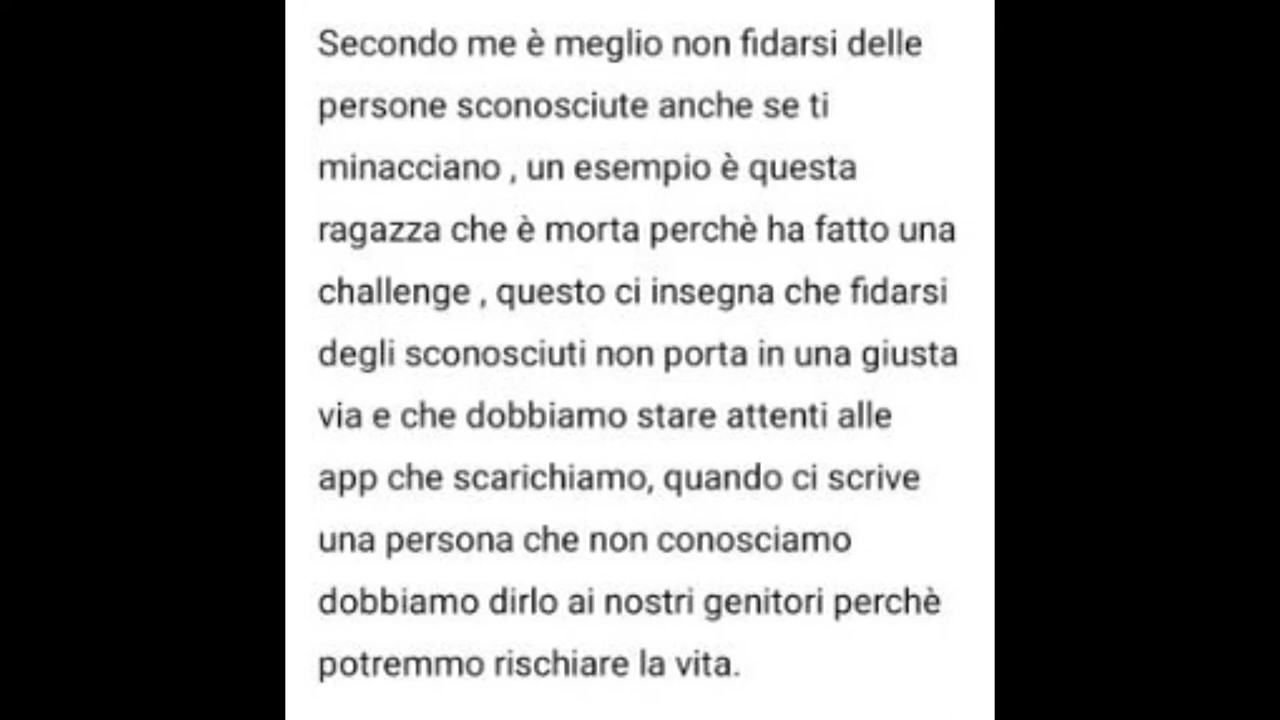 Secondo me è meglio non fidarsi delle
persone sconosciute anche se ti
minacciano , un esempio è questa
ragazza che è morta perchè ha fatto una
challenge , questo ci insegna che fidarsi
degli sconosciuti non porta in una giusta
via e che dobbiamo stare attenti alle
app che scarichiamo, quando ci scrive
una persona che non conosciamo
dobbiamo dirlo ai nostri genitori perchè
potremmo rischiare la vita.